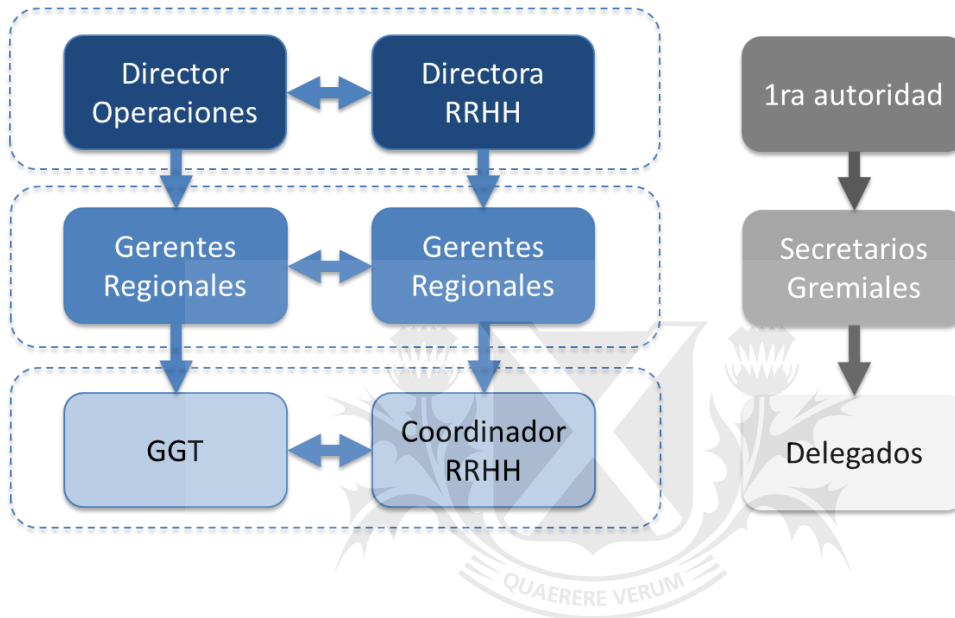 Director
Operaciones
Directora
RRHH
1ra autoridad
Gerentes
Regionales
Gerentes
Regionales
Secretarios
Gremiales
GGT
Coordinador
RRHH
Delegados
QUAERERE VERUM